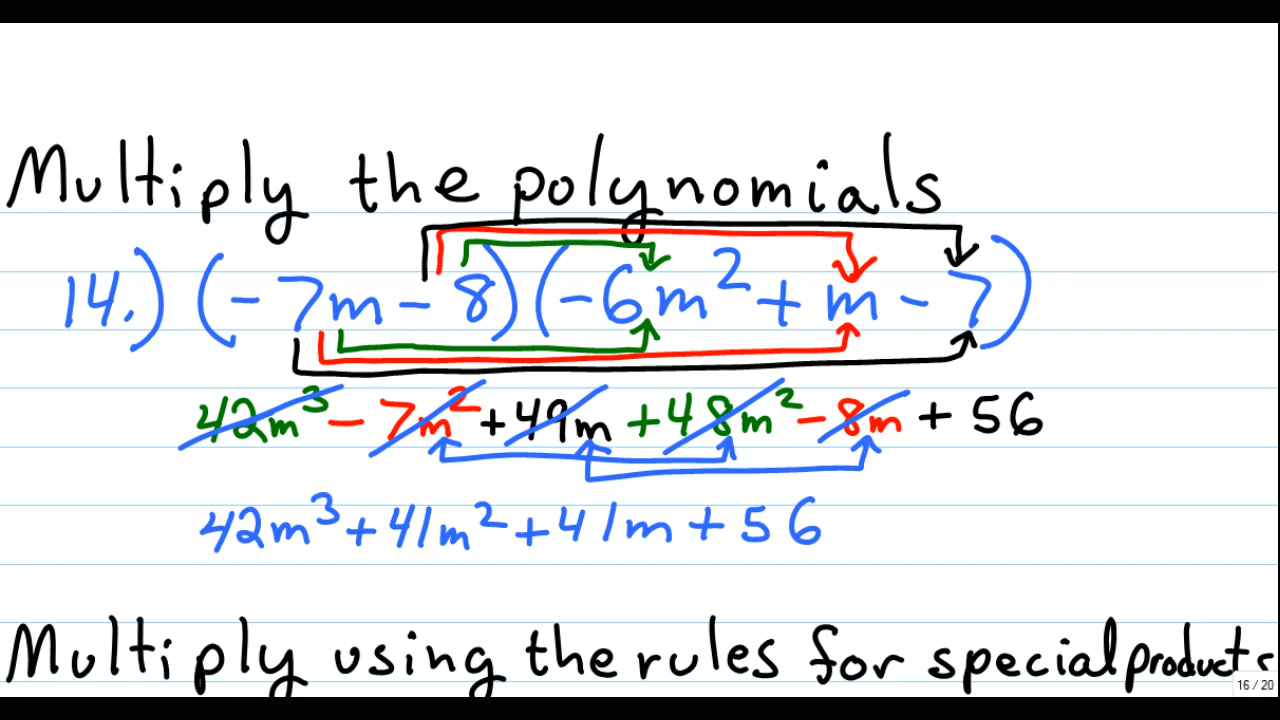 Multiply the polynomials
14.) (-7m - 8)(-6m² + m - 7)
42m³ - 7m² + 49m + 48m² - 8m + 56
42m³ + 41m² + 41m + 56
Multiply using the rules for special products
16 / 20